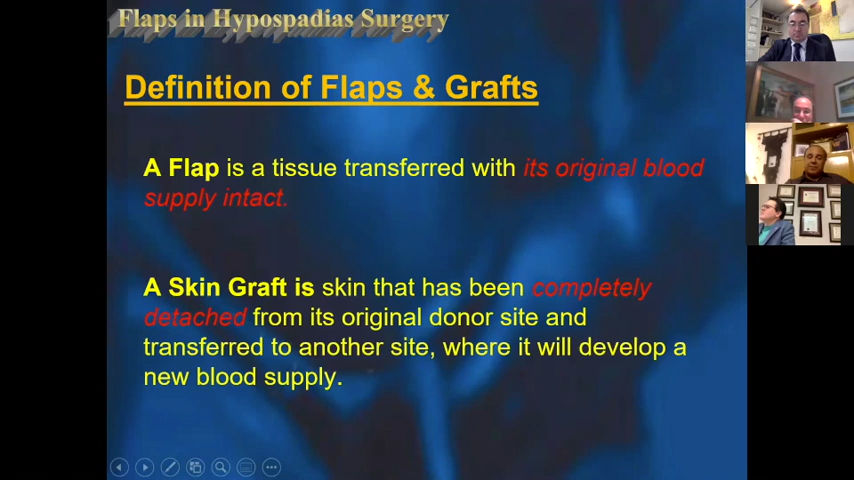 Flaps in Hypospadias Surgery
Definition of Flaps & Grafts
A Flap is a tissue transferred with its original blood
supply intact.
A Skin Graft is skin that has been completely
detached from its original donor site and
transferred to another site, where it will develop a
new blood supply.